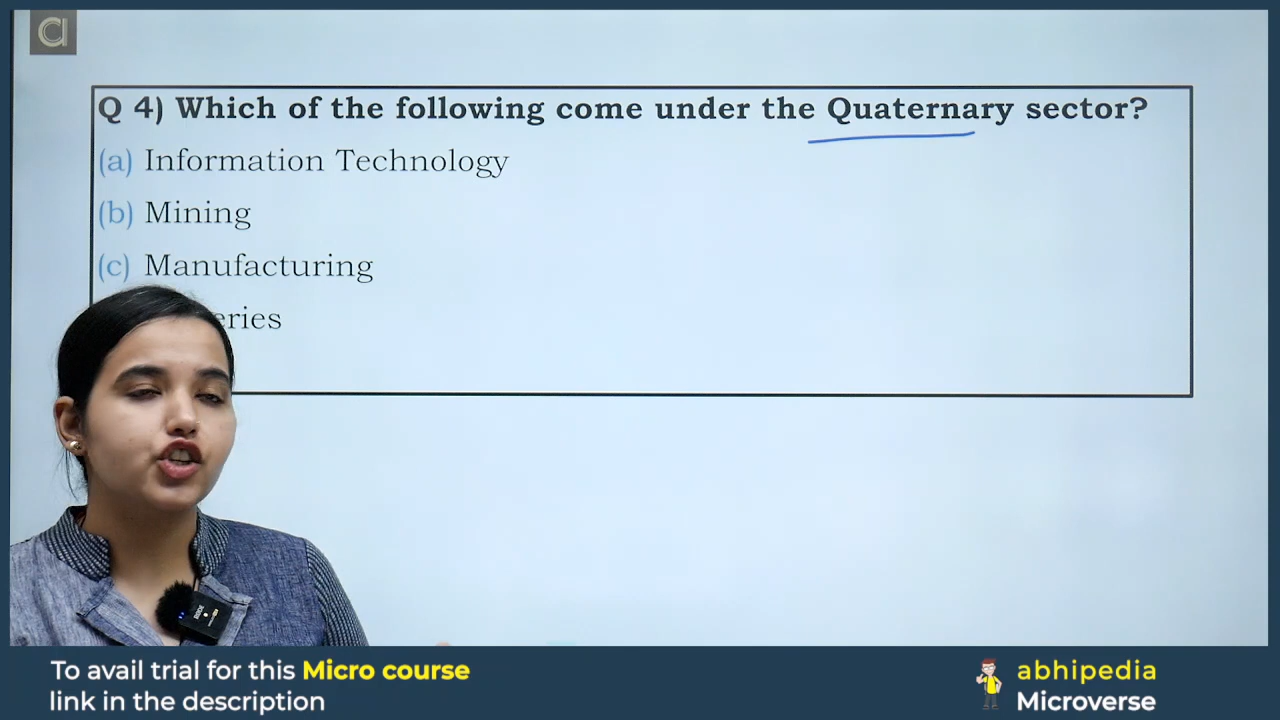 Q 4) Which of the following come under the Quaternary sector?
(a) Information Technology
(b) Mining
(c) Manufacturing
To avail trial for this Micro course
link in the description
abhipedia
Microverse